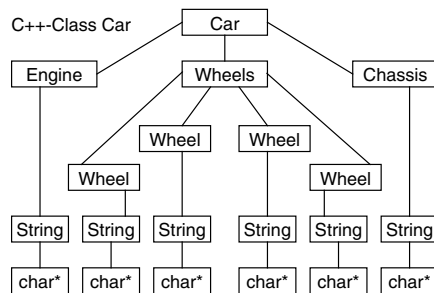 C++-Class Car
Car
Engine
Wheels
Chassis
Wheel
Wheel
Wheel
Wheel
String
String
String
String
String
String
char*
char*
char*
char*
char*
char*